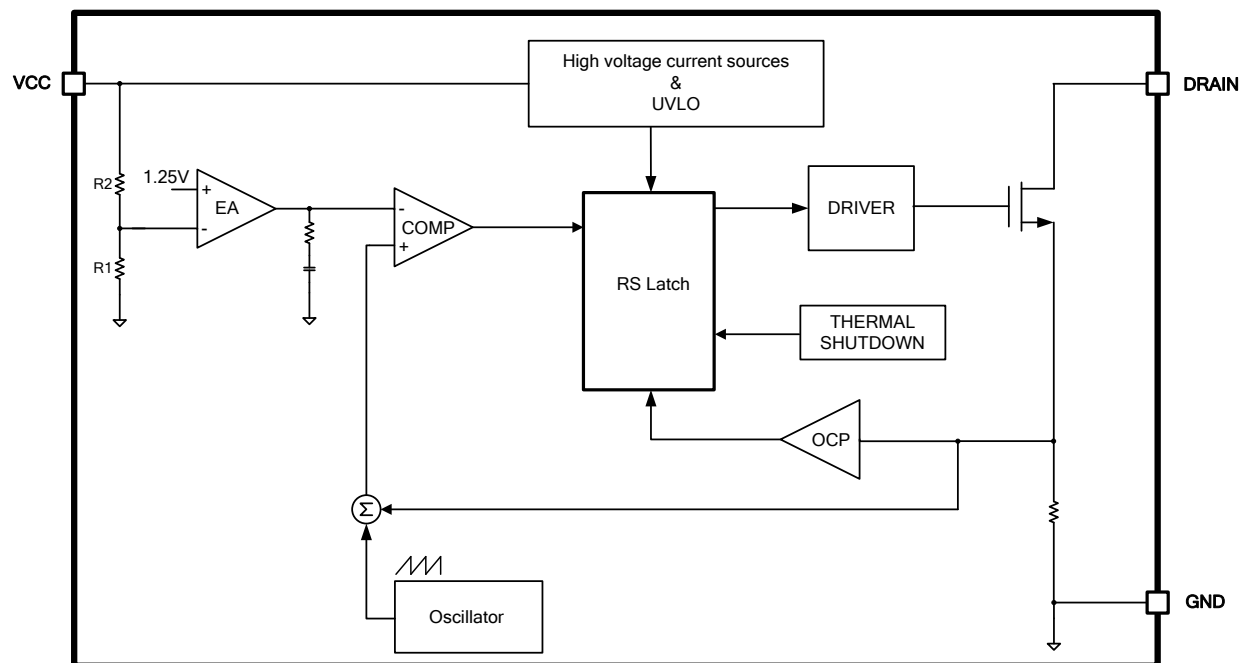 High voltage current sources
&
UVLO
VCC
DRAIN
R2
1.25V
+
EA
-
R1
-
COMP
+
RS Latch
DRIVER
THERMAL
SHUTDOWN
OCP
Σ
Oscillator
GND